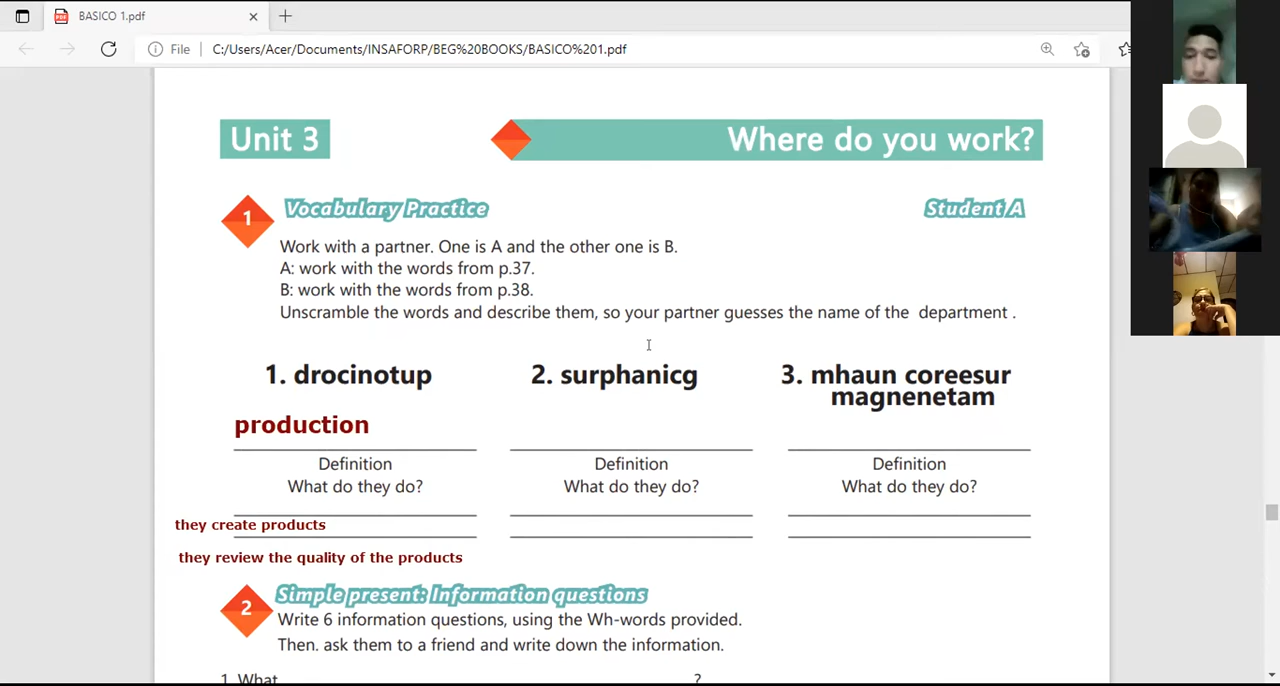 BASICO 1.pdf
File C:/Users/Acer/Documents/INSAFORP/BEG%20BOOKS/BASICO%201.pdf
Unit 3
Where do you work?
1 Vocabulary Practice
Student A
Work with a partner. One is A and the other one is B.
A: work with the words from p.37.
B: work with the words from p.38.
Unscramble the words and describe them, so your partner guesses the name of the department .
1. drocinotup
2. surphanicg
3. mhaun coreesur
magnenetam
production
Definition
What do they do?
Definition
What do they do?
Definition
What do they do?
they create products
they review the quality of the products
2 Simple present: Information questions
Write 6 information questions, using the Wh-words provided.
Then. ask them to a friend and write down the information.
1. What ?